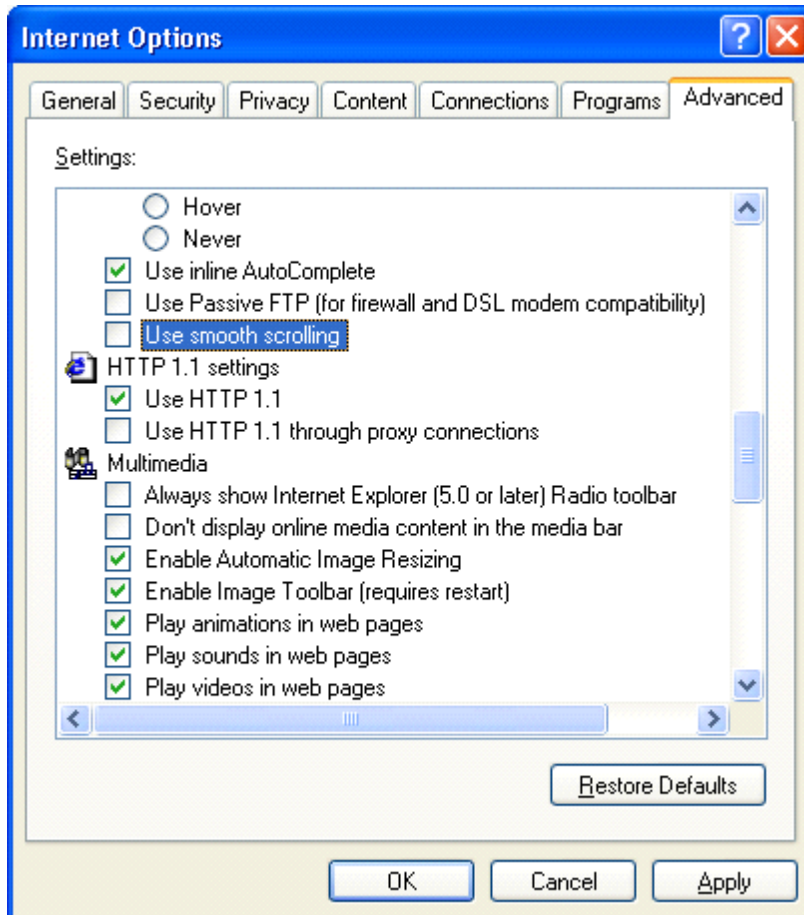 Internet Options
General Security Privacy Content Connections Programs Advanced
Settings:
Hover
Never
Use inline AutoComplete
Use Passive FTP (for firewall and DSL modem compatibility)
Use smooth scrolling
HTTP 1.1 settings
Use HTTP 1.1
Use HTTP 1.1 through proxy connections
Multimedia
Always show Internet Explorer (5.0 or later) Radio toolbar
Don't display online media content in the media bar
Enable Automatic Image Resizing
Enable Image Toolbar (requires restart)
Play animations in web pages
Play sounds in web pages
Play videos in web pages
Restore Defaults
OK Cancel Apply